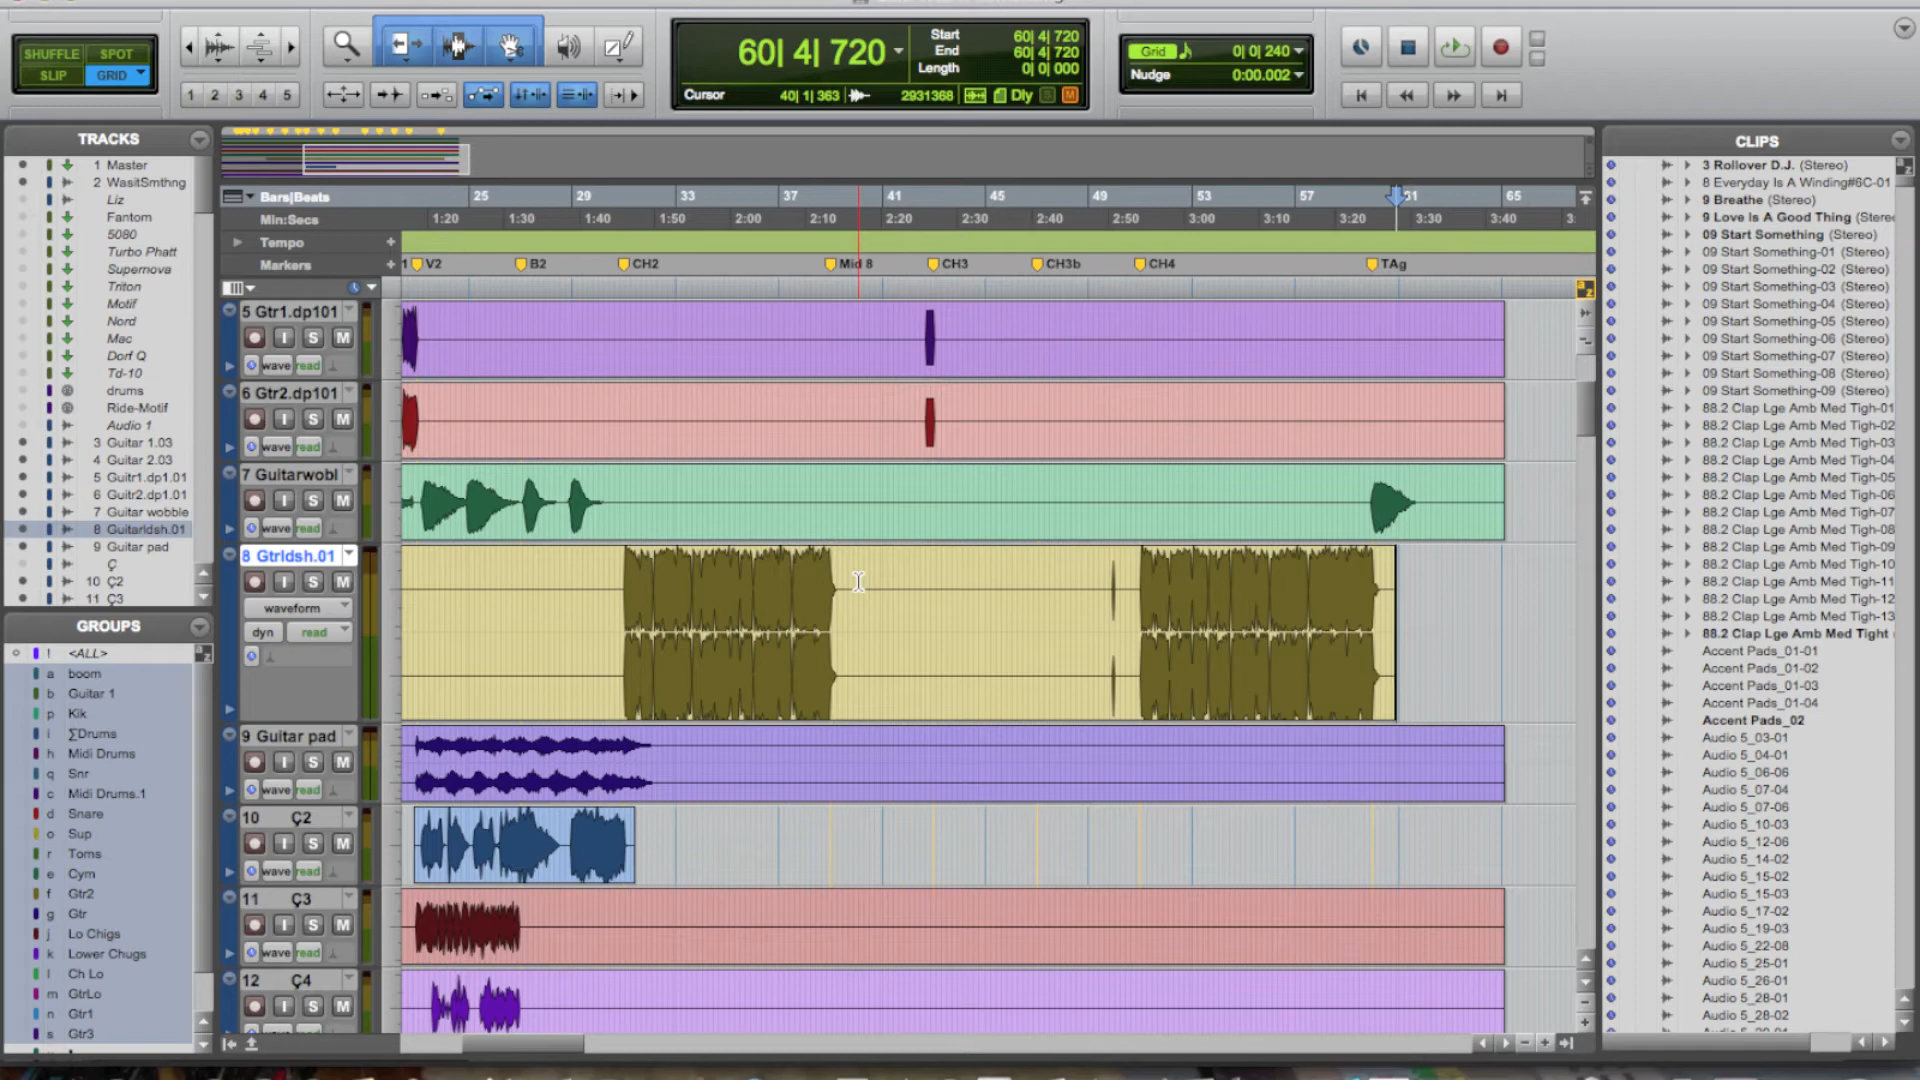 SHUFFLE SPOT
SLIP GRID
1 2 3 4 5
60| 4| 720
Start 60| 4| 720
End 60| 4| 720
Length 0| 0| 000
Cursor 40| 1| 363 2931368 Dly S M
Grid 0| 0| 240
Nudge 0:00.002
TRACKS
1 Master
2 WasitSmthng
Liz
Fantom
5080
Turbo Phatt
Supernova
Triton
Motif
Nord
Mac
Dorf Q
Td-10
drums
Ride-Motif
Audio 1
3 Guitar 1.03
4 Guitar 2.03
5 Guitr1.dp1.01
6 Guitr2.dp1.01
7 Guitar wobble
8 Guitarldsh.01
9 Guitar pad
Ç
10 Ç2
11 Ç3
GROUPS
! <ALL>
a boom
b Guitar 1
p Kik
i ∑Drums
h Midi Drums
q Snr
c Midi Drums.1
d Snare
o Sup
r Toms
e Cym
f Gtr2
g Gtr
j Lo Chigs
k Lower Chugs
l Ch Lo
m GtrLo
n Gtr1
s Gtr3
Bars|Beats 25 29 33 37 41 45 49 53 57 61 65
Min:Secs 1:20 1:30 1:40 1:50 2:00 2:10 2:20 2:30 2:40 2:50 3:00 3:10 3:20 3:30 3:40 3:
Tempo
Markers V2 B2 CH2 Mid 8 CH3 CH3b CH4 TAg
5 Gtr1.dp101
I S M
wave read
6 Gtr2.dp101
I S M
wave read
7 Guitarwobl
I S M
wave read
8 Gtrldsh.01
I S M
waveform
dyn read
9 Guitar pad
I S M
wave read
10 Ç2
I S M
wave read
11 Ç3
I S M
wave read
12 Ç4
I S M
CLIPS
3 Rollover D.J. (Stereo)
8 Everyday Is A Winding#6C-01
9 Breathe (Stereo)
9 Love Is A Good Thing (Stere
09 Start Something (Stereo)
09 Start Something-01 (Stereo)
09 Start Something-02 (Stereo)
09 Start Something-03 (Stereo)
09 Start Something-04 (Stereo)
09 Start Something-05 (Stereo)
09 Start Something-06 (Stereo)
09 Start Something-07 (Stereo)
09 Start Something-08 (Stereo)
09 Start Something-09 (Stereo)
88.2 Clap Lge Amb Med Tigh-01
88.2 Clap Lge Amb Med Tigh-02
88.2 Clap Lge Amb Med Tigh-03
88.2 Clap Lge Amb Med Tigh-04
88.2 Clap Lge Amb Med Tigh-05
88.2 Clap Lge Amb Med Tigh-06
88.2 Clap Lge Amb Med Tigh-07
88.2 Clap Lge Amb Med Tigh-08
88.2 Clap Lge Amb Med Tigh-09
88.2 Clap Lge Amb Med Tigh-10
88.2 Clap Lge Amb Med Tigh-11
88.2 Clap Lge Amb Med Tigh-12
88.2 Clap Lge Amb Med Tigh-13
88.2 Clap Lge Amb Med Tight
Accent Pads_01-01
Accent Pads_01-02
Accent Pads_01-03
Accent Pads_01-04
Accent Pads_02
Audio 5_03-01
Audio 5_04-01
Audio 5_06-06
Audio 5_07-04
Audio 5_07-06
Audio 5_10-03
Audio 5_12-06
Audio 5_14-02
Audio 5_15-02
Audio 5_15-03
Audio 5_17-02
Audio 5_19-03
Audio 5_22-08
Audio 5_25-01
Audio 5_26-01
Audio 5_28-01
Audio 5_28-02